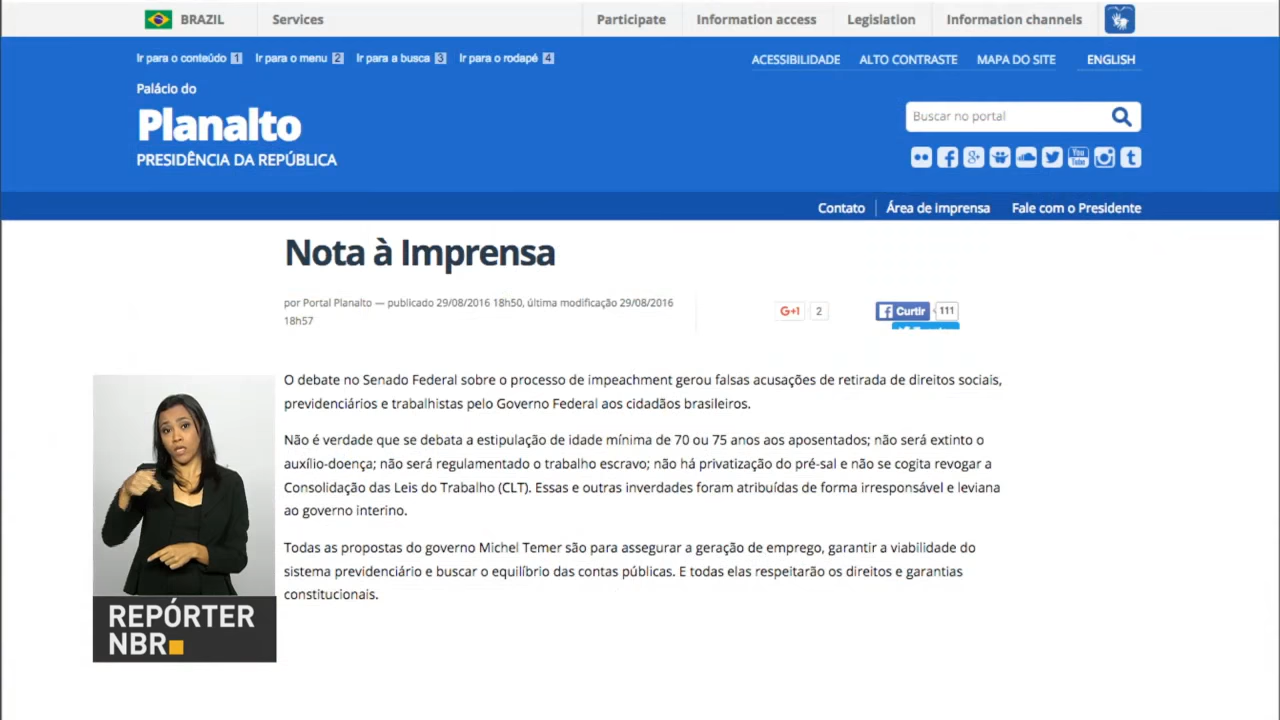 BRAZIL Services Participate Information access Legislation Information channels
Ir para o conteúdo 1 Ir para o menu 2 Ir para a busca 3 Ir para o rodapé 4
ACESSIBILIDADE ALTO CONTRASTE MAPA DO SITE ENGLISH
Palácio do
Planalto
PRESIDÊNCIA DA REPÚBLICA
Buscar no portal
You Tube
Contato Área de imprensa Fale com o Presidente
Nota à Imprensa
por Portal Planalto — publicado 29/08/2016 18h50, última modificação 29/08/2016
18h57
G+1 2 Curtir 111
O debate no Senado Federal sobre o processo de impeachment gerou falsas acusações de retirada de direitos sociais,
previdenciários e trabalhistas pelo Governo Federal aos cidadãos brasileiros.
Não é verdade que se debata a estipulação de idade mínima de 70 ou 75 anos aos aposentados; não será extinto o
auxílio-doença; não será regulamentado o trabalho escravo; não há privatização do pré-sal e não se cogita revogar a
Consolidação das Leis do Trabalho (CLT). Essas e outras inverdades foram atribuídas de forma irresponsável e leviana
ao governo interino.
Todas as propostas do governo Michel Temer são para assegurar a geração de emprego, garantir a viabilidade do
sistema previdenciário e buscar o equilíbrio das contas públicas. E todas elas respeitarão os direitos e garantias
constitucionais.
REPÓRTER
NBR